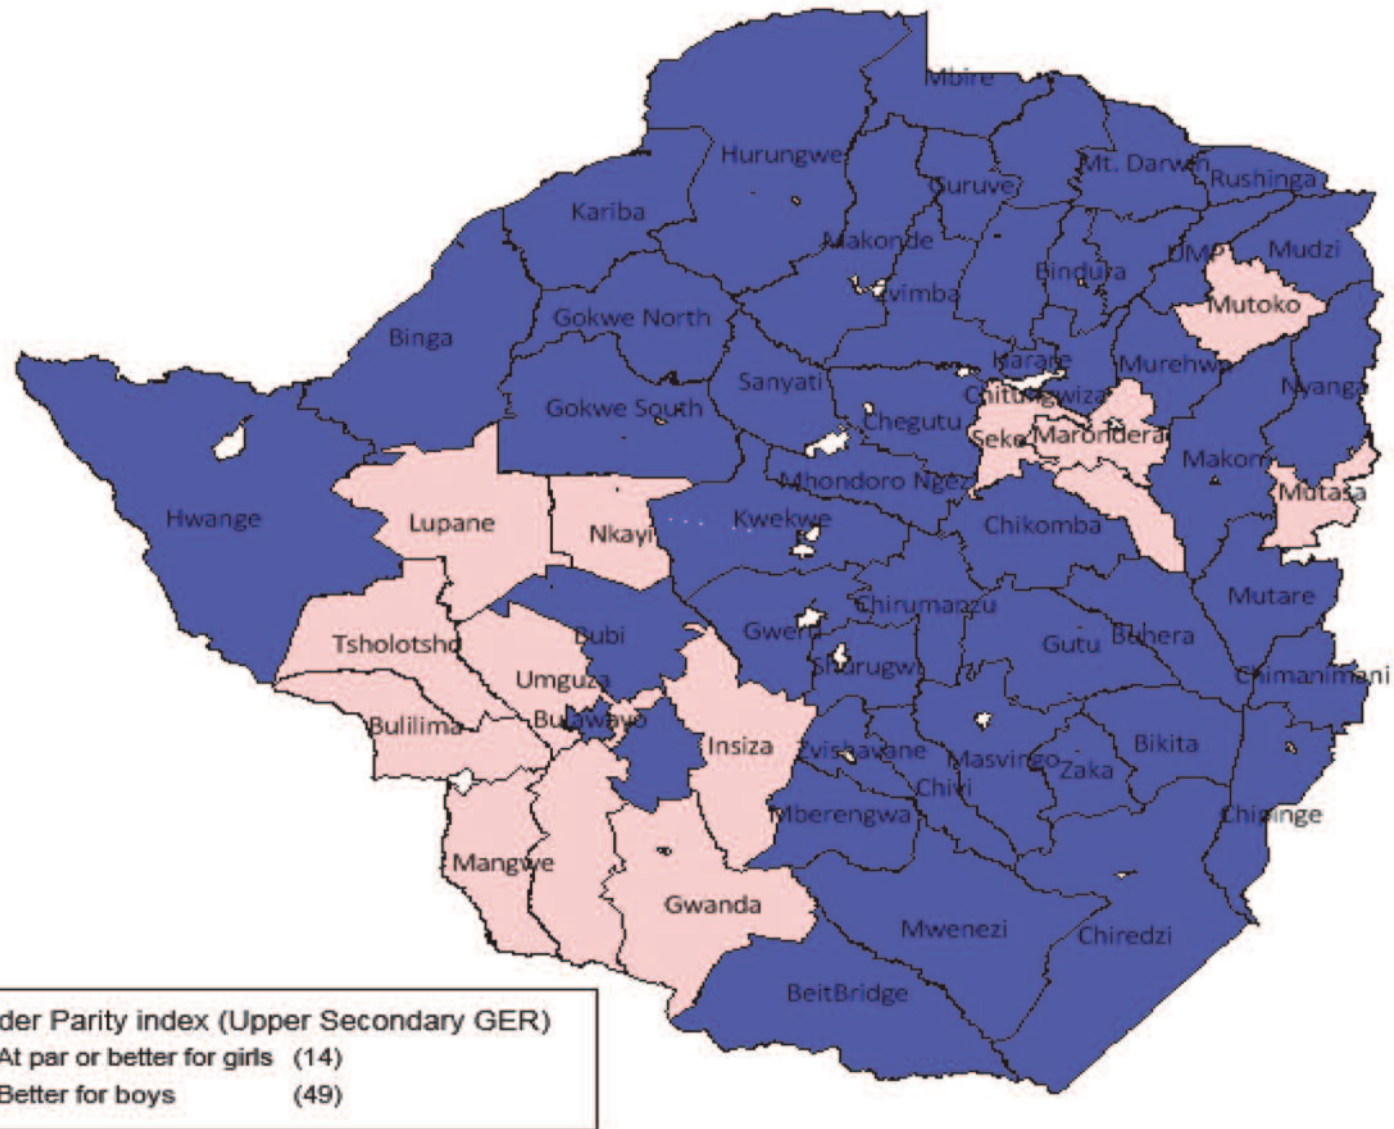 Mbire
Hurungwe
Mt. Darwin
Rushinga
Guruve
Kariba
Makonde
UMP
Mudzi
Bindura
Zvimba
Mutoko
Gokwe North
Binga
Harare
Murehwa
Sanyati
Nyanga
Chitungwiza
Gokwe South
Chegutu
Seke
Marondera
Makoni
Mhondoro Ngezi
Mutasa
Hwange
Lupane
Nkayi
Kwekwe
Chikomba
Mutare
Chirumanzu
Tsholotsho
Bubi
Gweru
Gutu
Buhera
Shurugwi
Chimanimani
Umguza
Bulawayo
Bulilima
Insiza
Zvishavane
Masvingo
Bikita
Zaka
Chivi
Mberengwa
Chipinge
Mangwe
Gwanda
Mwenezi
Chiredzi
BeitBridge
der Parity index (Upper Secondary GER)
At par or better for girls (14)
Better for boys (49)